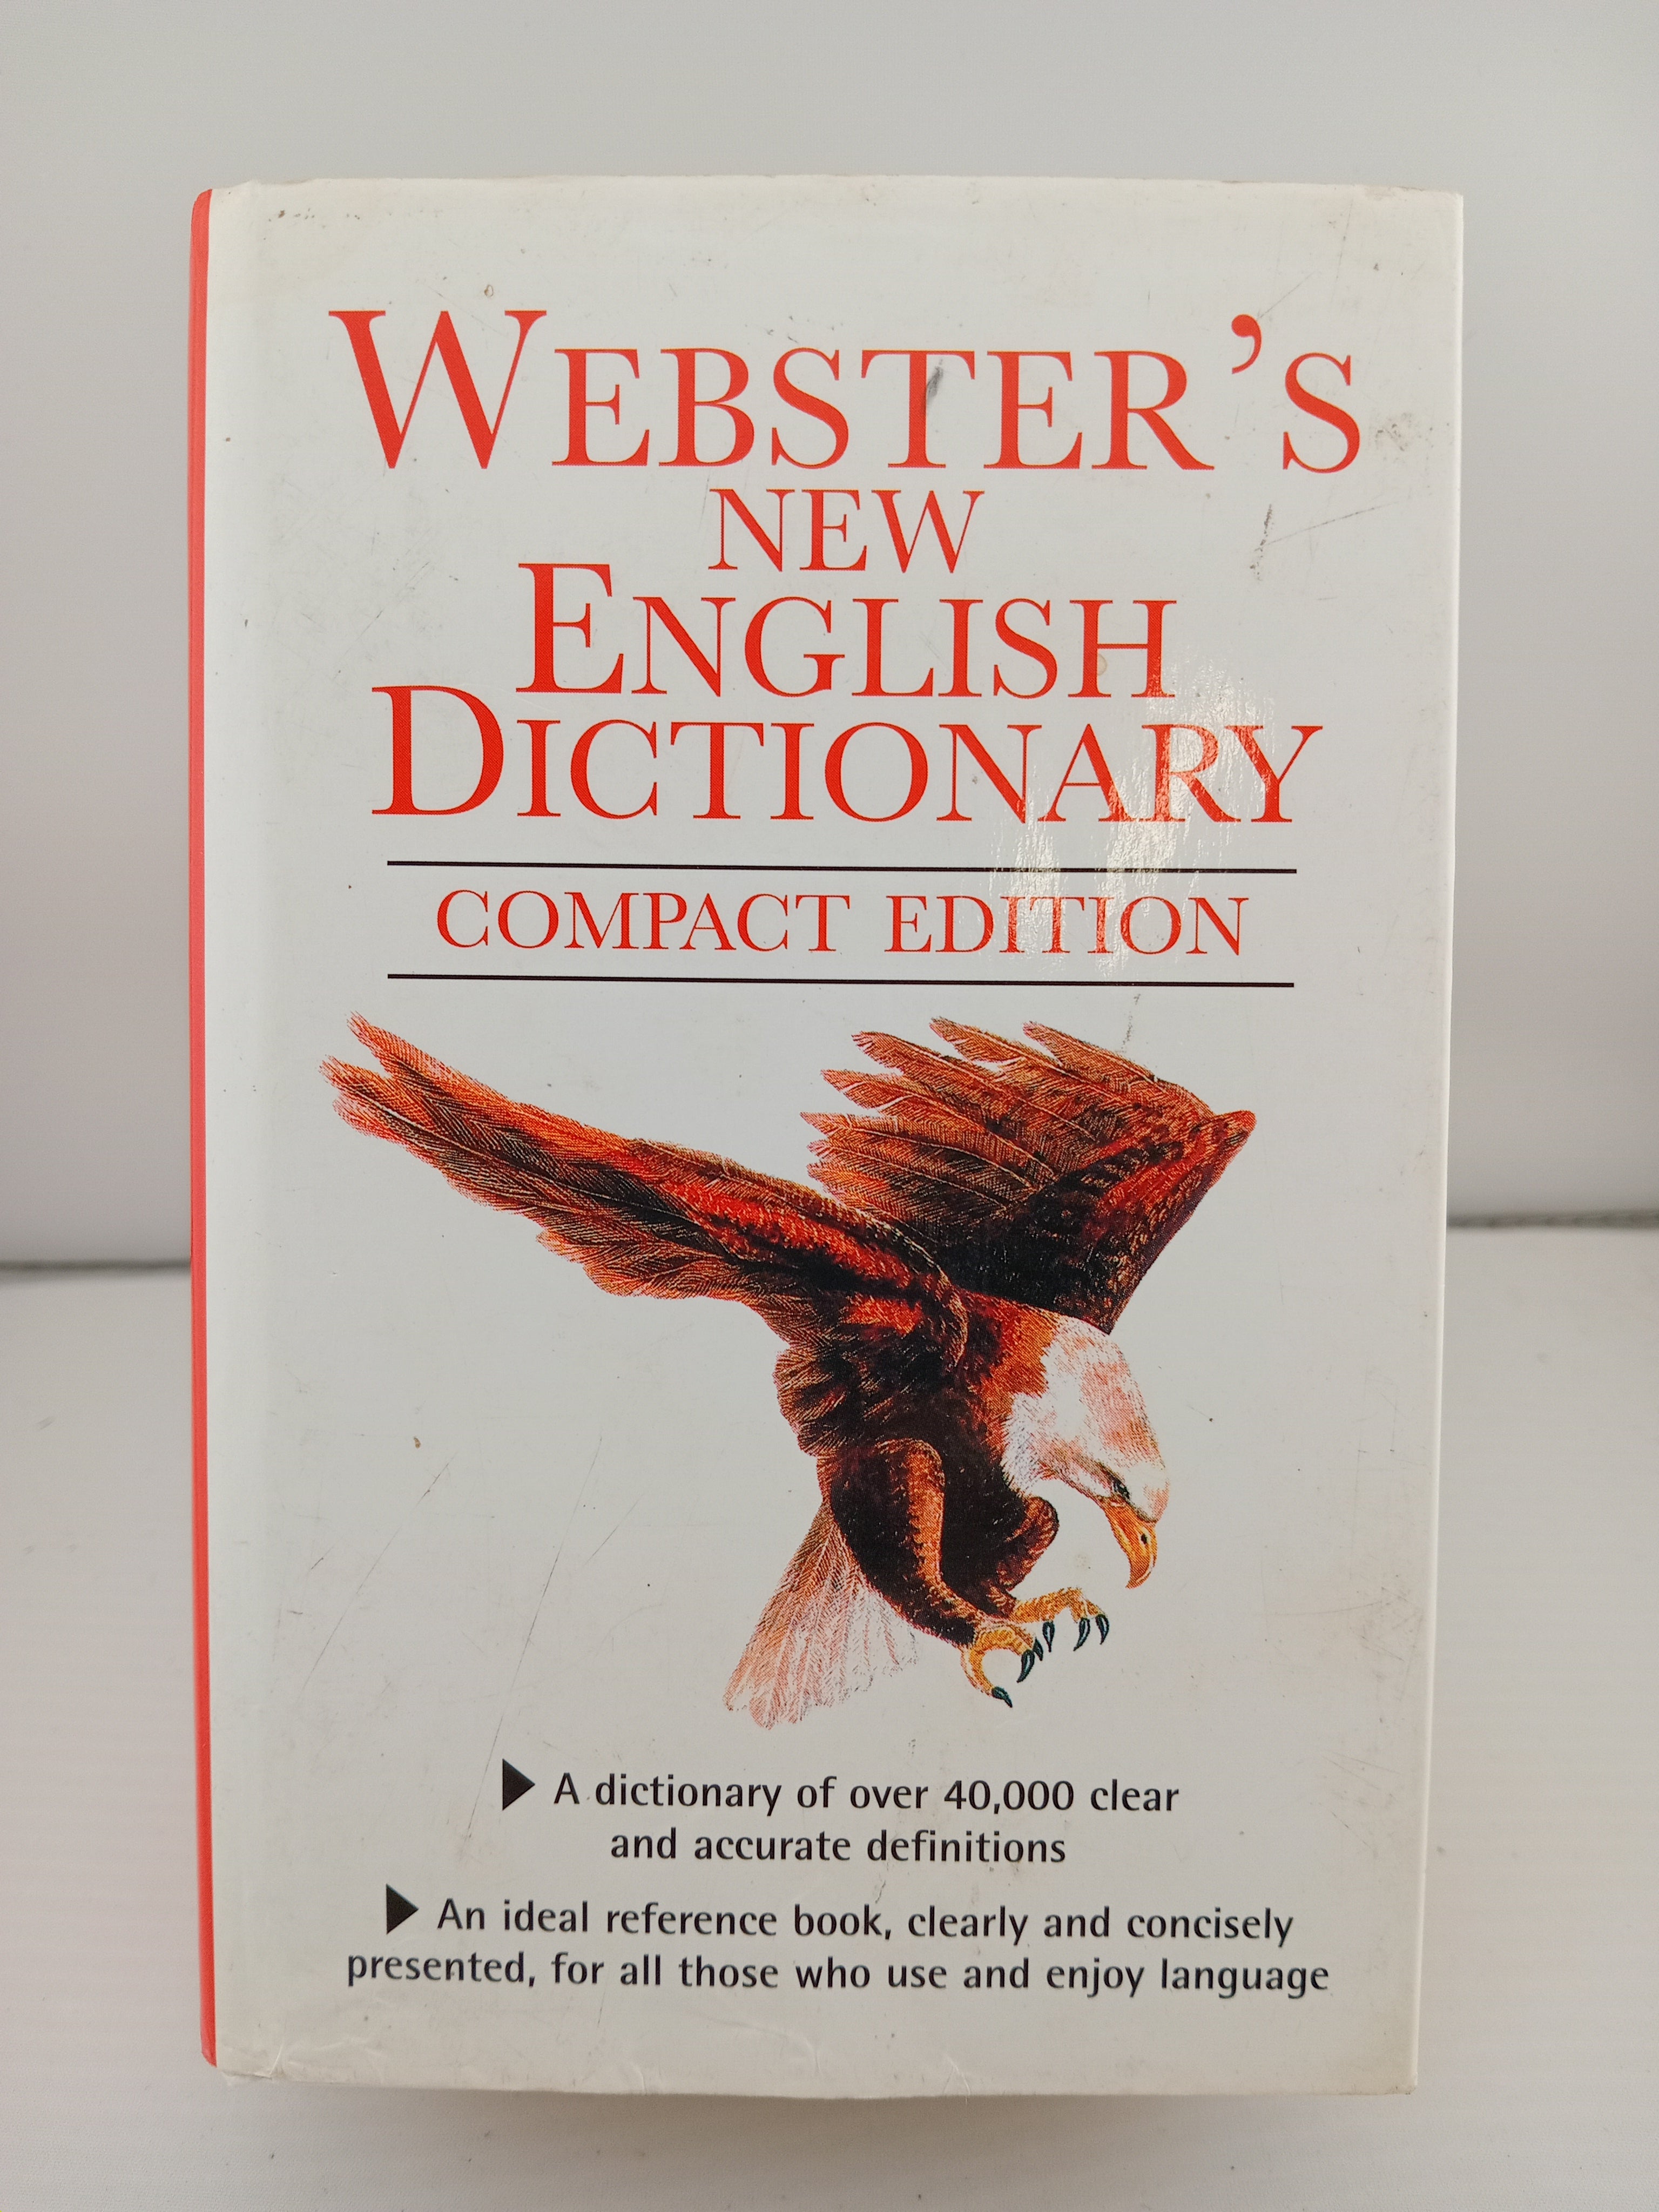 WEBSTER'S
NEW
ENGLISH
DICTIONARY
COMPACT EDITION
A dictionary of over 40,000 clear
and accurate definitions
An ideal reference book, clearly and concisely
presented, for all those who use and enjoy language